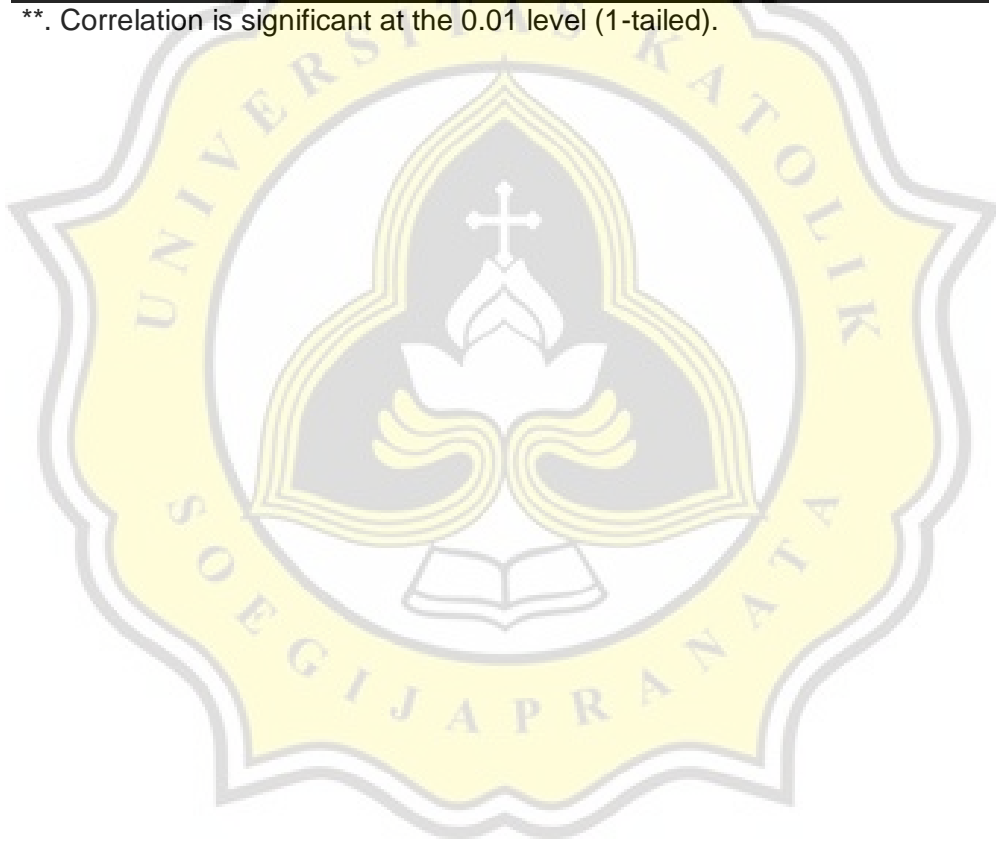 **. Correlation is significant at the 0.01 level (1-tailed).
UNIVERSITAS KATOLIK
SOEGIJAPRANATA